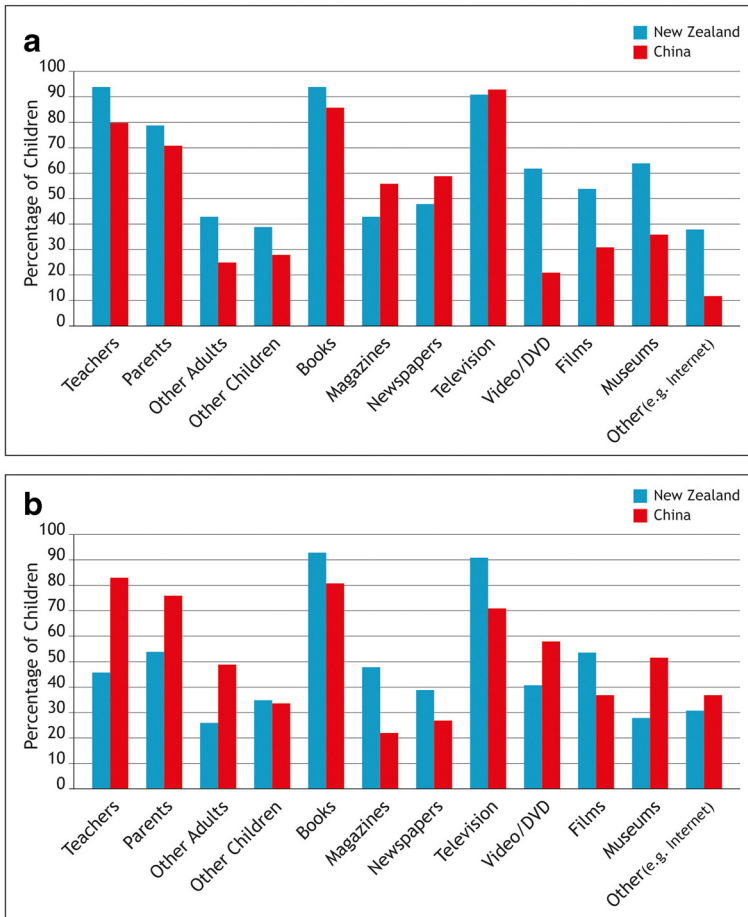 a
New Zealand
China
Percentage of Children
100
90
80
70
60
50
40
30
20
10
0
Teachers
Parents
Other Adults
Other Children
Books
Magazines
Newspapers
Television
Video/DVD
Films
Museums
Other (e.g. Internet)
b
New Zealand
China
Percentage of Children
100
90
80
70
60
50
40
30
20
10
0
Teachers
Parents
Other Adults
Other Children
Books
Magazines
Newspapers
Television
Video/DVD
Films
Museums
Other (e.g. Internet)